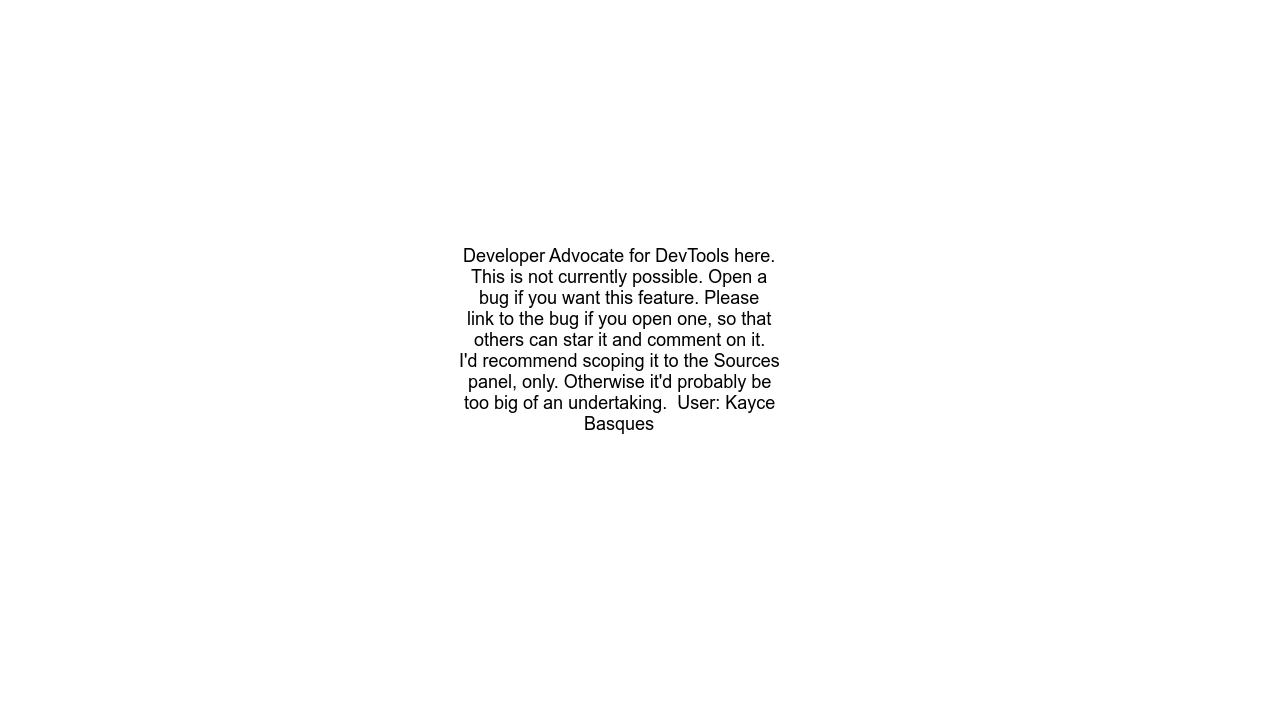 Developer Advocate for DevTools here.
This is not currently possible. Open a
bug if you want this feature. Please
link to the bug if you open one, so that
others can star it and comment on it.
I'd recommend scoping it to the Sources
panel, only. Otherwise it'd probably be
too big of an undertaking.  User: Kayce
Basques